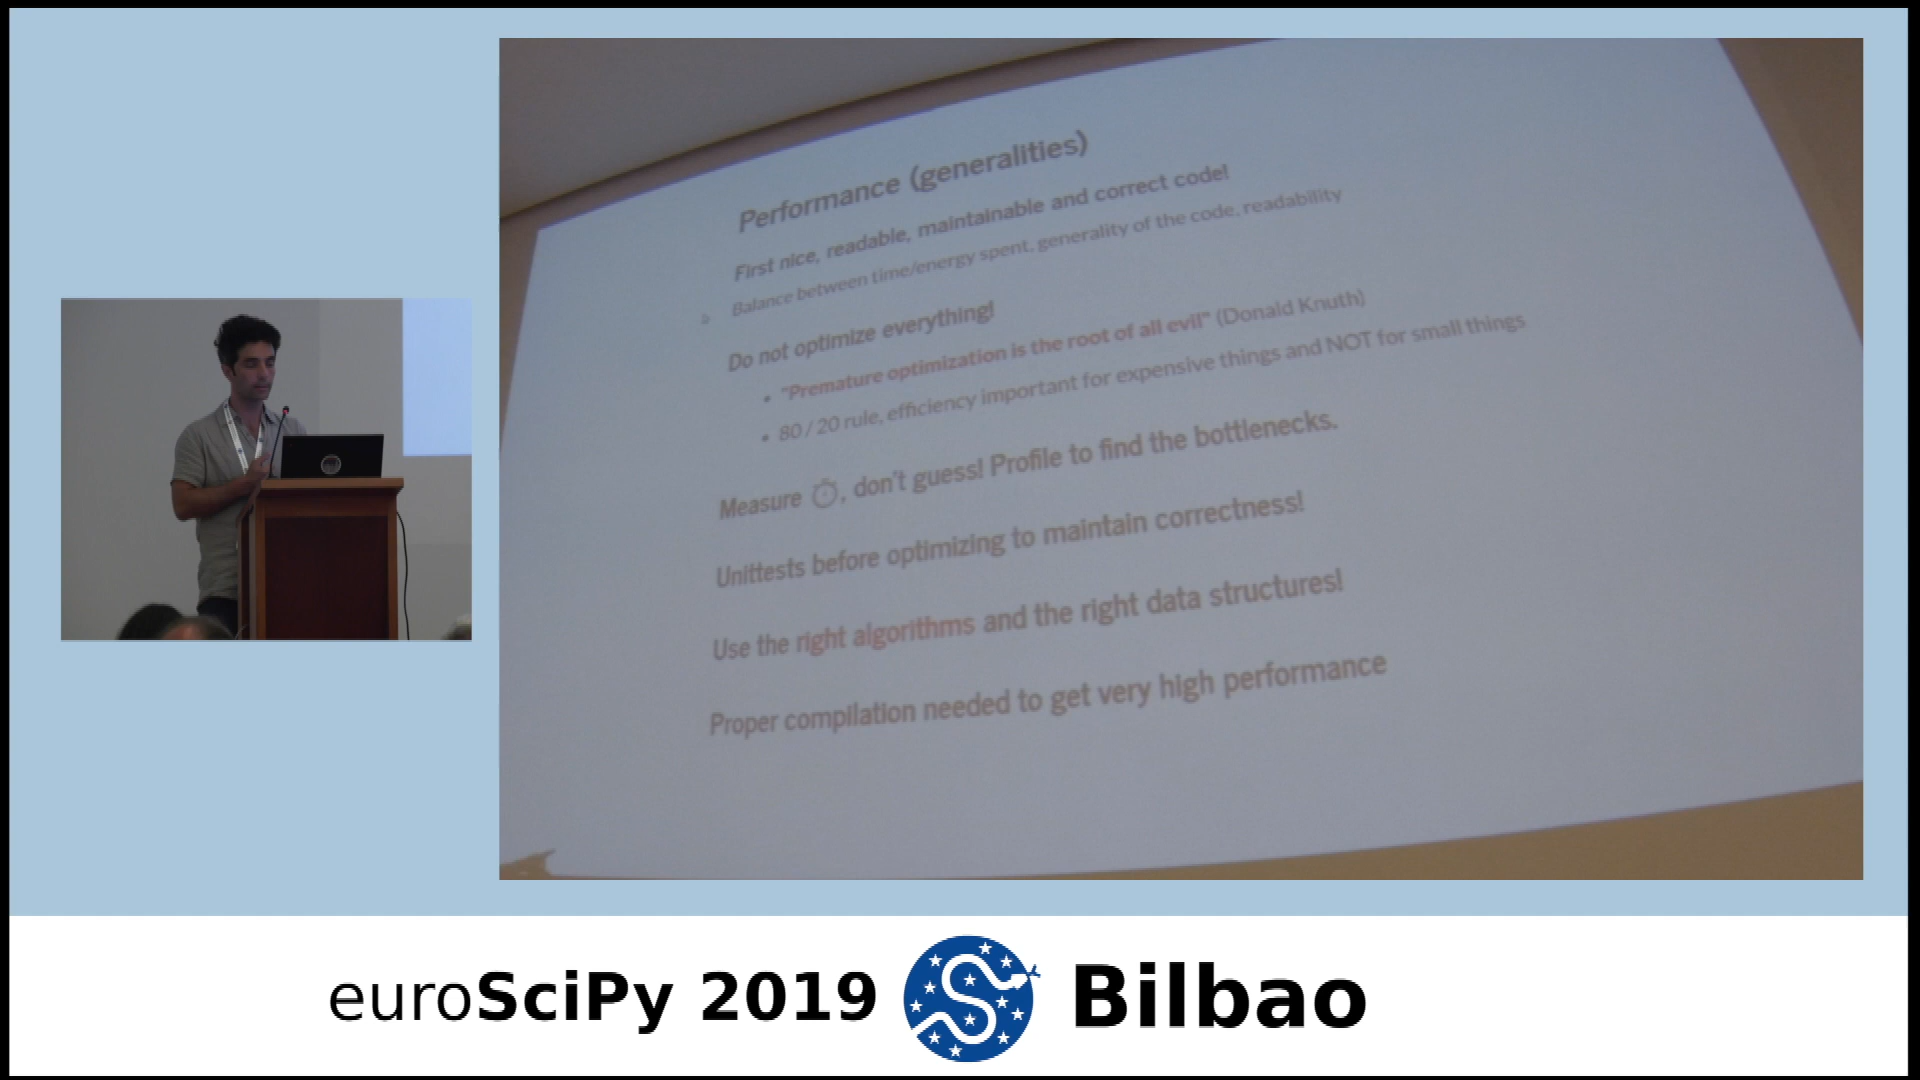 Performance (generalities)
First nice, readable, maintainable and correct code!
Balance between time/energy spent, generality of the code, readability
Do not optimize everything!
• "Premature optimization is the root of all evil" (Donald Knuth)
• 80 / 20 rule, efficiency important for expensive things and NOT for small things
Measure ⏱, don't guess! Profile to find the bottlenecks.
Unittests before optimizing to maintain correctness!
Use the right algorithms and the right data structures!
Proper compilation needed to get very high performance
euroSciPy 2019 Bilbao